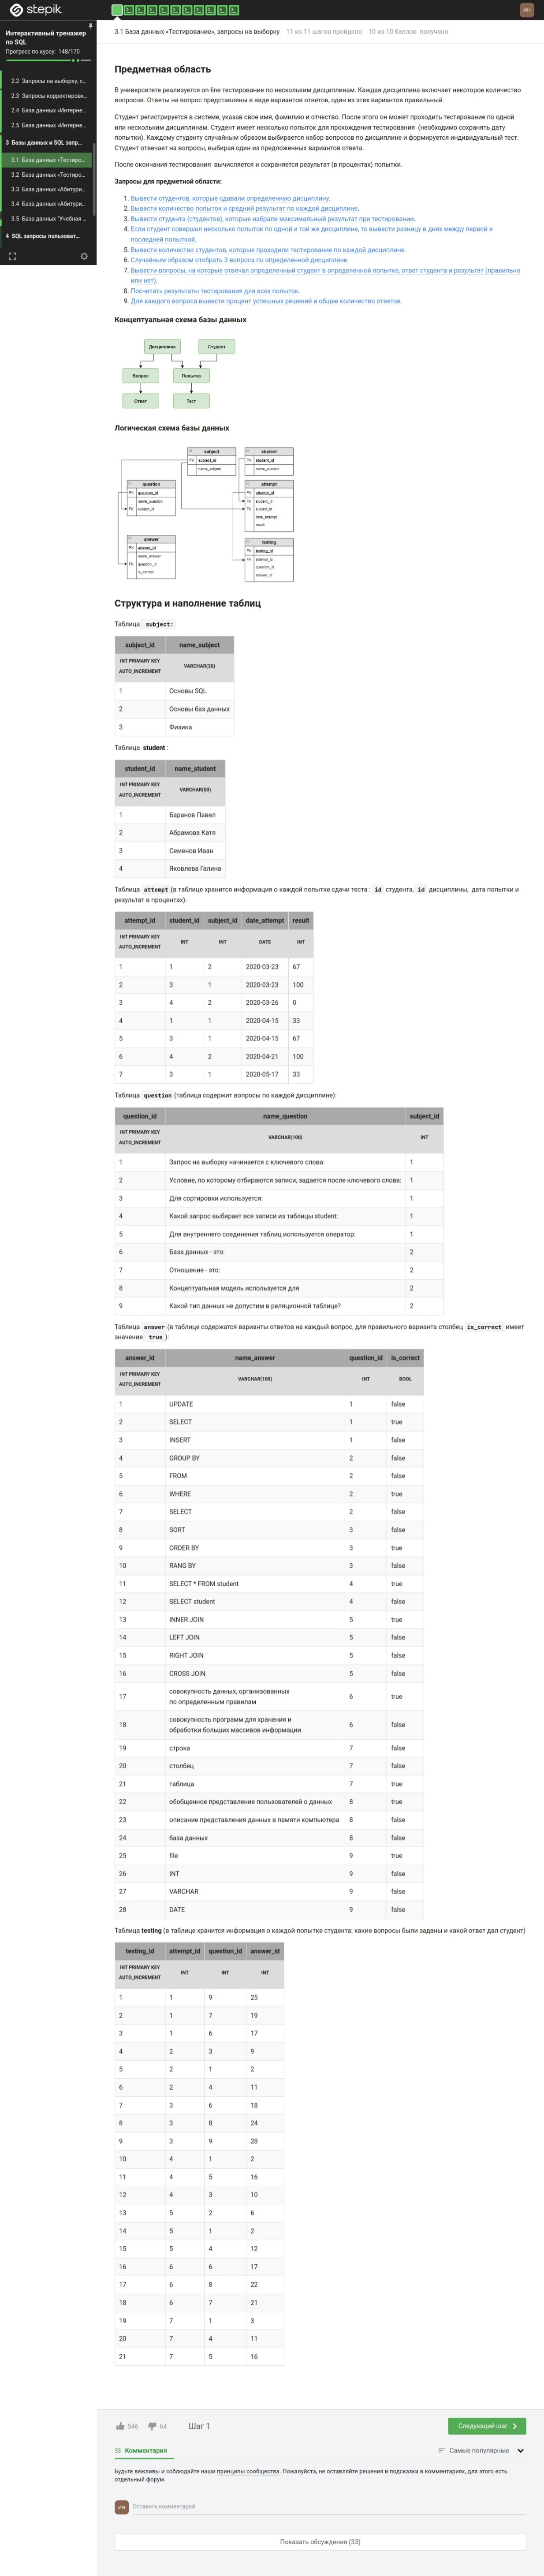 stepik
ИН
Интерактивный тренажер
по SQL
Прогресс по курсу: 148/170
2.2 Запросы на выборку, с...
2.3 Запросы корректировк...
2.4 База данных «Интерне...
2.5 База данных «Интерне...
3 Базы данных и SQL запр...
3.1 База данных «Тестиро...
3.2 База данных «Тестиро...
3.3 База данных «Абитури...
3.4 База данных «Абитури...
3.5 База данных "Учебная ...
4 SQL запросы пользоват...
3.1 База данных «Тестирование», запросы на выборку 11 из 11 шагов пройдено 10 из 10 баллов получено
Предметная область
В университете реализуется on-line тестирование по нескольким дисциплинам. Каждая дисциплина включает некоторое количество
вопросов. Ответы на вопрос представлены в виде вариантов ответов, один из этих вариантов правильный.
Студент регистрируется в системе, указав свое имя, фамилию и отчество. После этого он может проходить тестирование по одной
или нескольким дисциплинам. Студент имеет несколько попыток для прохождения тестирования (необходимо сохранять дату
попытки). Каждому студенту случайным образом выбирается набор вопросов по дисциплине и формируется индивидуальный тест.
Студент отвечает на вопросы, выбирая один из предложенных вариантов ответа.
После окончания тестирования вычисляется и сохраняется результат (в процентах) попытки.
Запросы для предметной области:
1. Вывести студентов, которые сдавали определенную дисциплину.
2. Вывести количество попыток и средний результат по каждой дисциплине.
3. Вывести студента (студентов), которые набрали максимальный результат при тестировании.
4. Если студент совершал несколько попыток по одной и той же дисциплине, то вывести разницу в днях между первой и
последней попыткой.
5. Вывести количество студентов, которые проходили тестирование по каждой дисциплине.
6. Случайным образом отобрать 3 вопроса по определенной дисциплине.
7. Вывести вопросы, на которые отвечал определенный студент в определенной попытке, ответ студента и результат (правильно
или нет).
8. Посчитать результаты тестирования для всех попыток.
9. Для каждого вопроса вывести процент успешных решений и общее количество ответов.
Концептуальная схема базы данных
Дисциплина Студент
Вопрос Попытка
Ответ Тест
Логическая схема базы данных
subject
PK subject_id
name_subject
student
PK student_id
name_student
question
PK question_id
name_question
subject_id
attempt
PK attempt_id
student_id
subject_id
date_attempt
result
answer
PK answer_id
name_answer
question_id
is_correct
testing
PK testing_id
attempt_id
question_id
answer_id
Структура и наполнение таблиц
Таблица subject:
subject_id name_subject
INT PRIMARY KEY
AUTO_INCREMENT VARCHAR(30)
1 Основы SQL
2 Основы баз данных
3 Физика
Таблица student :
student_id name_student
INT PRIMARY KEY
AUTO_INCREMENT VARCHAR(50)
1 Баранов Павел
2 Абрамова Катя
3 Семенов Иван
4 Яковлева Галина
Таблица attempt (в таблице хранится информация о каждой попытке сдачи теста : id студента, id дисциплины, дата попытки и
результат в процентах):
attempt_id student_id subject_id date_attempt result
INT PRIMARY KEY
AUTO_INCREMENT INT INT DATE INT
1 1 2 2020-03-23 67
2 3 1 2020-03-23 100
3 4 2 2020-03-26 0
4 1 1 2020-04-15 33
5 3 1 2020-04-15 67
6 4 2 2020-04-21 100
7 3 1 2020-05-17 33
Таблица question (таблица содержит вопросы по каждой дисциплине):
question_id name_question subject_id
INT PRIMARY KEY
AUTO_INCREMENT VARCHAR(100) INT
1 Запрос на выборку начинается с ключевого слова: 1
2 Условие, по которому отбираются записи, задается после ключевого слова: 1
3 Для сортировки используется: 1
4 Какой запрос выбирает все записи из таблицы student: 1
5 Для внутреннего соединения таблиц используется оператор: 1
6 База данных - это: 2
7 Отношение - это: 2
8 Концептуальная модель используется для 2
9 Какой тип данных не допустим в реляционной таблице? 2
Таблица answer (в таблице содержатся варианты ответов на каждый вопрос, для правильного варианта столбец is_correct имеет
значение true ):
answer_id name_answer question_id is_correct
INT PRIMARY KEY
AUTO_INCREMENT VARCHAR(100) INT BOOL
1 UPDATE 1 false
2 SELECT 1 true
3 INSERT 1 false
4 GROUP BY 2 false
5 FROM 2 false
6 WHERE 2 true
7 SELECT 2 false
8 SORT 3 false
9 ORDER BY 3 true
10 RANG BY 3 false
11 SELECT * FROM student 4 true
12 SELECT student 4 false
13 INNER JOIN 5 true
14 LEFT JOIN 5 false
15 RIGHT JOIN 5 false
16 CROSS JOIN 5 false
17 совокупность данных, организованных
по определенным правилам 6 true
18 совокупность программ для хранения и
обработки больших массивов информации 6 false
19 строка 7 false
20 столбец 7 false
21 таблица 7 true
22 обобщенное представление пользователей о данных 8 true
23 описание представления данных в памяти компьютера 8 false
24 база данных 8 false
25 file 9 true
26 INT 9 false
27 VARCHAR 9 false
28 DATE 9 false
Таблица testing (в таблице хранится информация о каждой попытке студента: какие вопросы были заданы и какой ответ дал студент)
testing_id attempt_id question_id answer_id
INT PRIMARY KEY
AUTO_INCREMENT INT INT INT
1 1 9 25
2 1 7 19
3 1 6 17
4 2 3 9
5 2 1 2
6 2 4 11
7 3 6 18
8 3 8 24
9 3 9 28
10 4 1 2
11 4 5 16
12 4 3 10
13 5 2 6
14 5 1 2
15 5 4 12
16 6 6 17
17 6 8 22
18 6 7 21
19 7 1 3
20 7 4 11
21 7 5 16
546 64 Шаг 1 Следующий шаг
33 Комментария Самые популярные
Будьте вежливы и соблюдайте наши принципы сообщества. Пожалуйста, не оставляйте решения и подсказки в комментариях, для этого есть
отдельный форум.
ИН Оставить комментарий
Показать обсуждения (33)